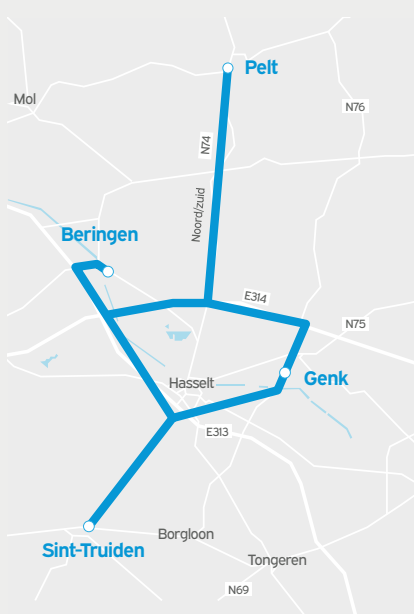 Pelt
Mol
N76
N74
Noord/zuid
Beringen
E314
N75
Genk
Hasselt
E313
Borgloon
Sint-Truiden
Tongeren
N69